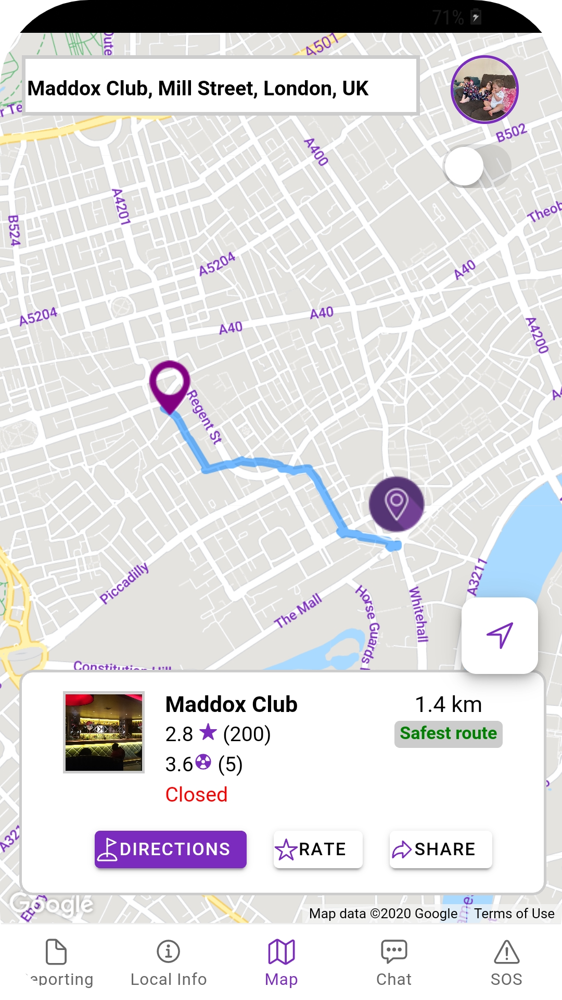 71%
A501
Maddox Club, Mill Street, London, UK
B502
A400
A4201
B524
A5204
A40
A5204
A40
A40
A4200
Regent St
Piccadilly
A3211
The Mall
Horse Guards
Whitehall
Constitution Hill
Maddox Club
1.4 km
2.8 ★ (200)
Safest route
3.6 (5)
Closed
DIRECTIONS
RATE
SHARE
Google
Map data ©2020 Google
Terms of Use
eporting
Local Info
Map
Chat
SOS